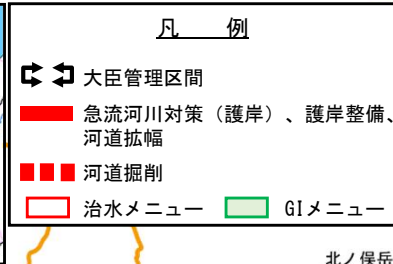 凡　例
大臣管理区間
急流河川対策（護岸）、護岸整備、
河道拡幅
河道掘削
治水メニュー　GIメニュー
北ノ俣岳